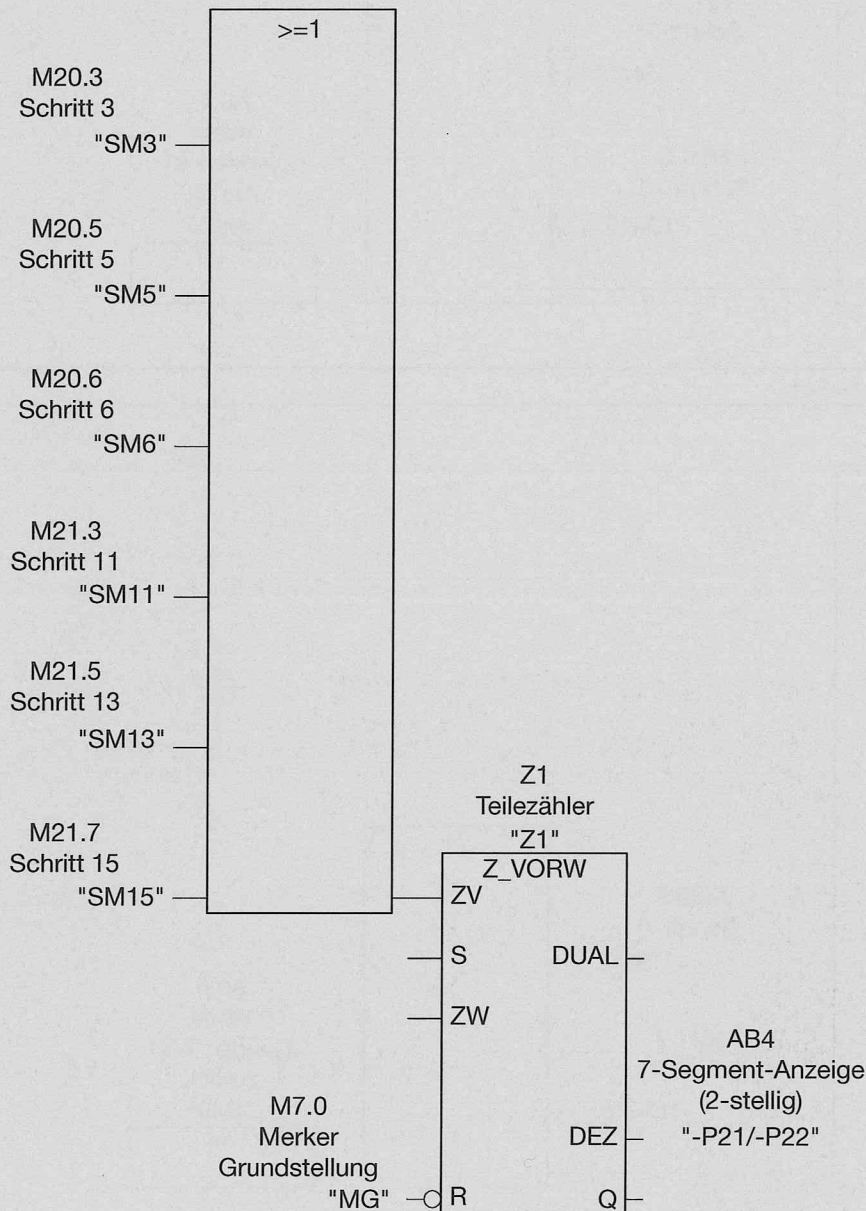 >=1
M20.3
Schritt 3
"SM3"
M20.5
Schritt 5
"SM5"
M20.6
Schritt 6
"SM6"
M21.3
Schritt 11
"SM11"
M21.5
Schritt 13
"SM13"
M21.7
Schritt 15
"SM15"
Z1
Teilezähler
"Z1"
Z_VORW
ZV
S
DUAL
ZW
AB4
7-Segment-Anzeige
(2-stellig)
DEZ
"-P21/-P22"
M7.0
Merker
Grundstellung
"MG"
R
Q